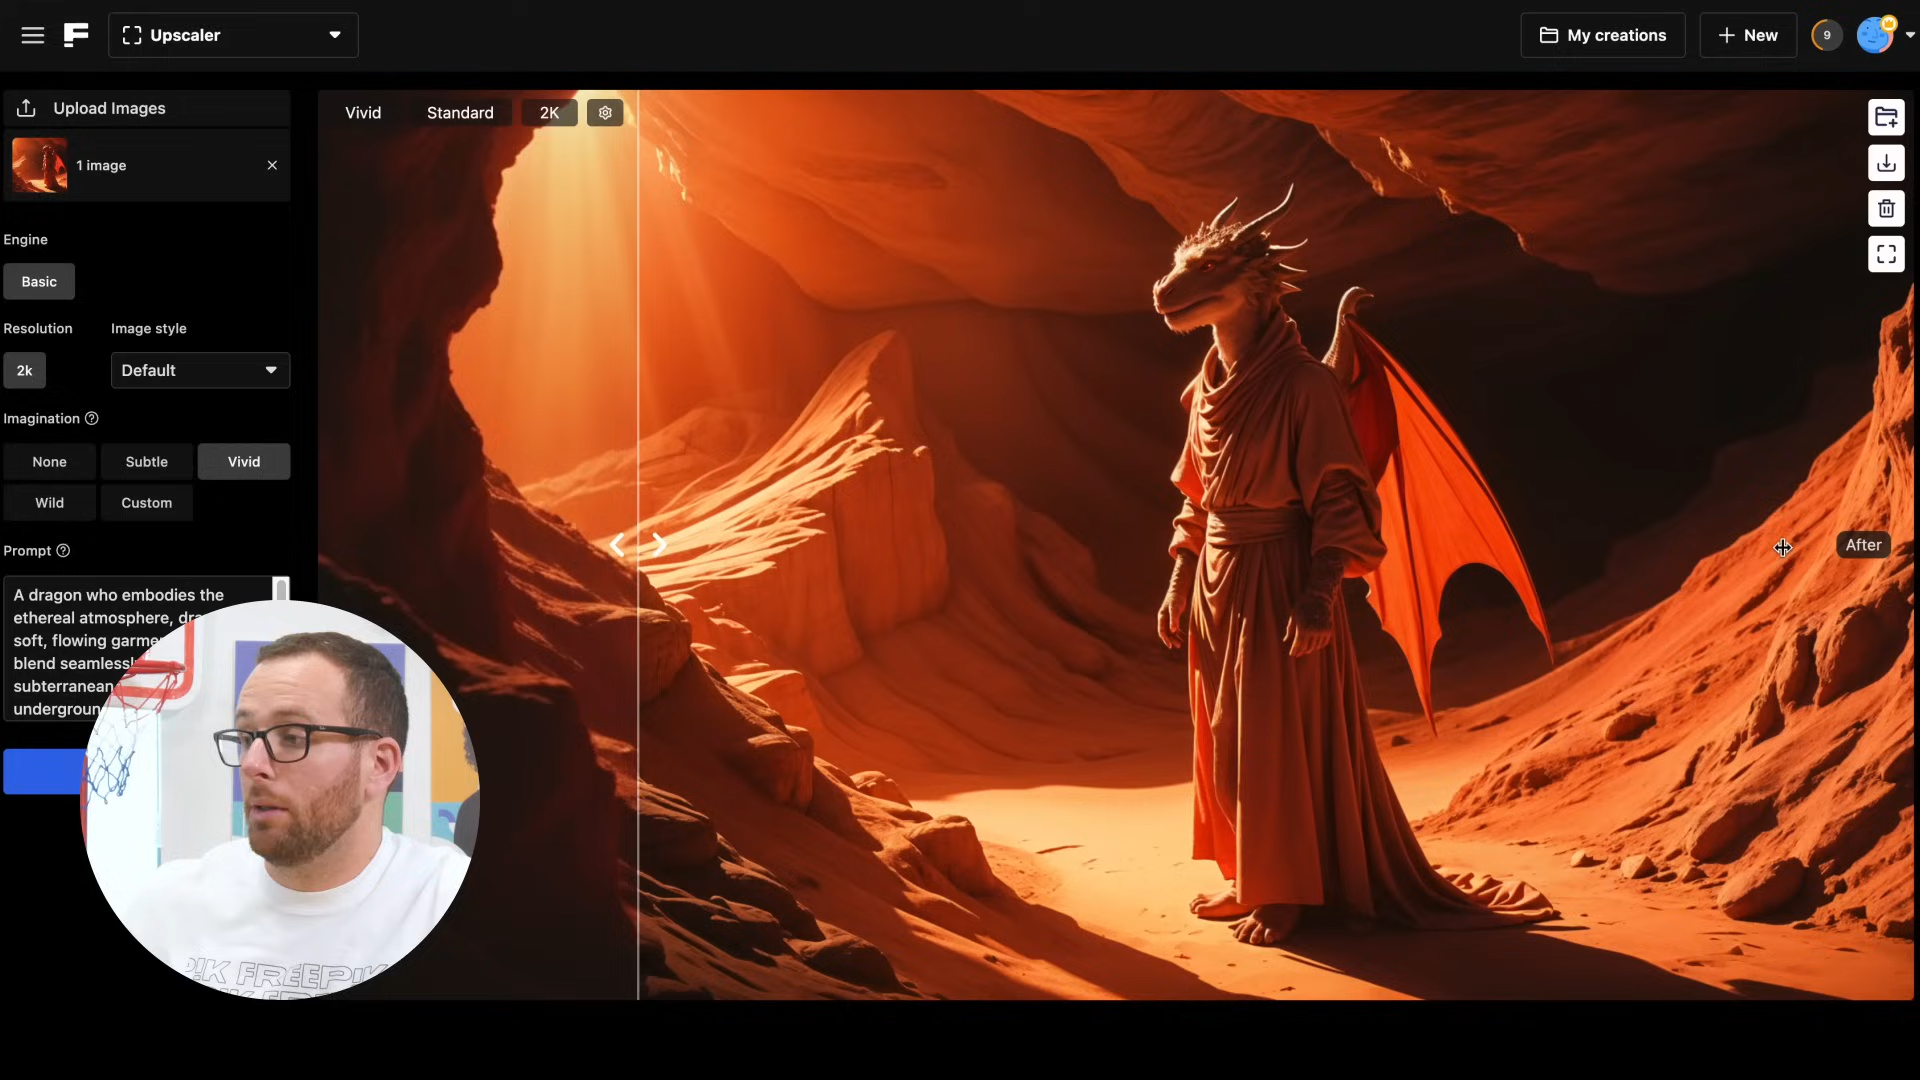 Upscaler
My creations
New
9
Upload Images
1 image
Vivid
Standard
2K
Engine
Basic
Resolution
Image style
2k
Default
Imagination
None
Subtle
Vivid
Wild
Custom
Prompt
A dragon who embodies the
ethereal atmosphere,
soft, flowing
blend
subterranean
After
FREEPIK